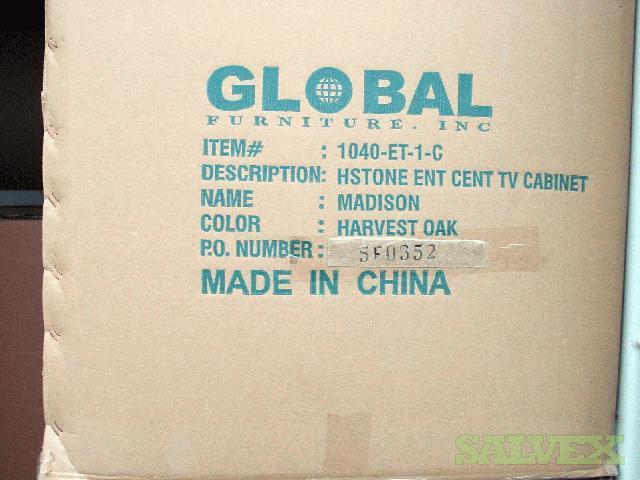 GLOBAL
FURNITURE. INC
ITEM# : 1040-ET-1-C
DESCRIPTION: HSTONE ENT CENT TV CABINET
NAME : MADISON
COLOR : HARVEST OAK
P.O. NUMBER: SF0352
MADE IN CHINA
SALVEX